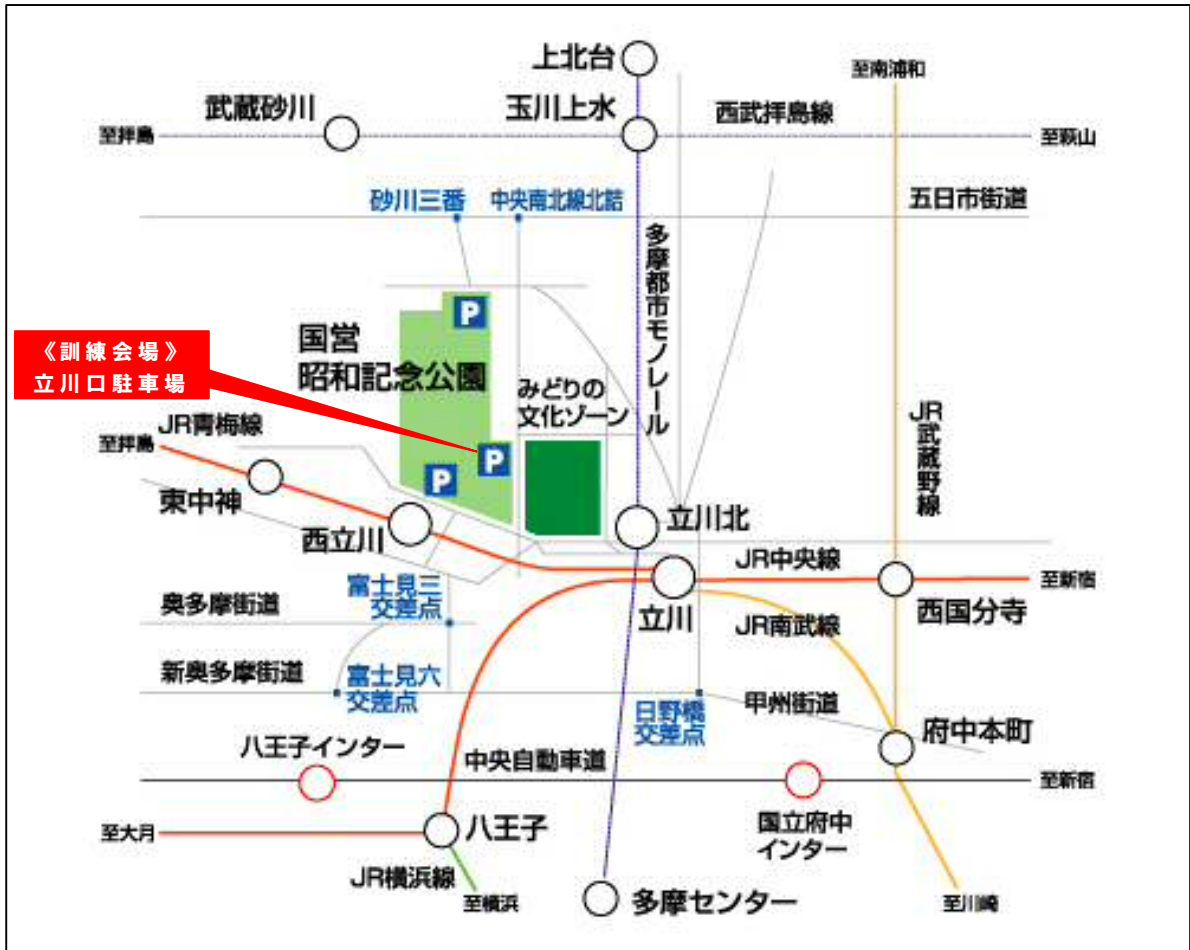 上北台
至南浦和
武蔵砂川
玉川上水
西武拝島線
至拝島
至萩山
砂川三番
中央南北線北詰
五日市街道
多摩都市モノレール
P
国営
昭和記念公園
《訓練会場》
立川口駐車場
みどりの
文化ゾーン
JR青梅線
至拝島
P
P
JR武蔵野線
東中神
西立川
立川北
JR中央線
至新宿
富士見三
交差点
奥多摩街道
立川
JR南武線
西国分寺
新奥多摩街道
富士見六
交差点
日野橋
交差点
甲州街道
府中本町
八王子インター
中央自動車道
至新宿
至大月
八王子
国立府中
インター
JR横浜線
至横浜
多摩センター
至川崎